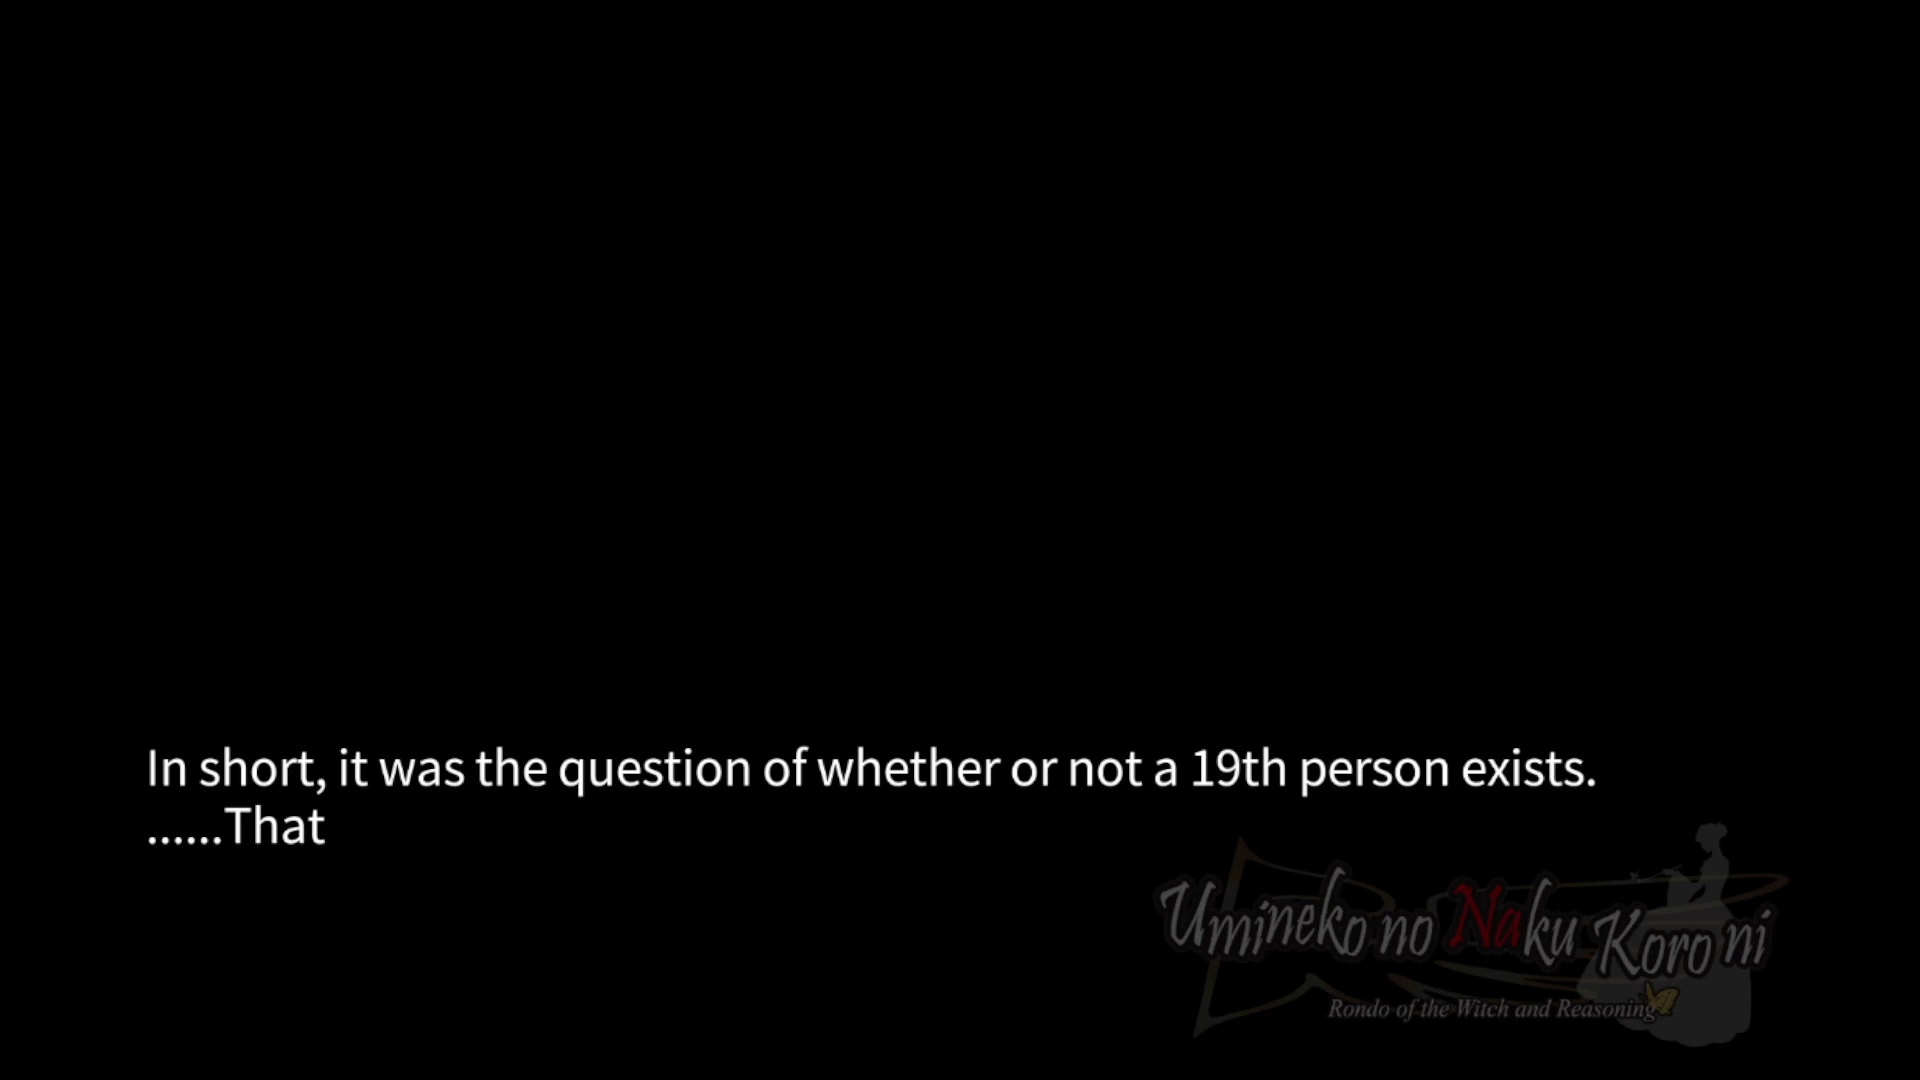 In short, it was the question of whether or not a 19th person exists.
......That
Umineko no Naku Koro ni
Rondo of the Witch and Reasoning